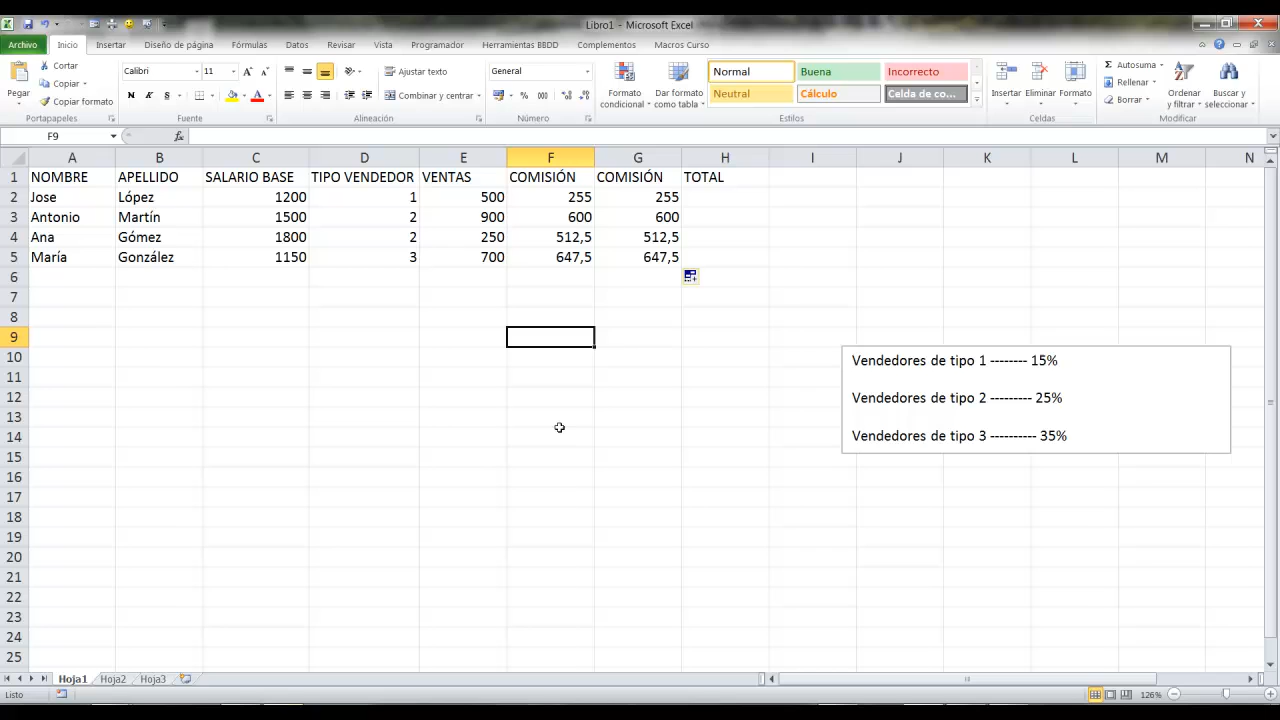 Libro1 - Microsoft Excel
Archivo Inicio Insertar Diseño de página Fórmulas Datos Revisar Vista Programador Herramientas BBDD Complementos Macros Curso
Pegar Cortar Copiar Copiar formato Portapapeles
Calibri 11 N K S Fuente
Ajustar texto Combinar y centrar Alineación
General % 000 Número
Formato condicional Dar formato como tabla
Normal Buena Incorrecto
Neutral Cálculo Celda de co... Estilos
Insertar Eliminar Formato Celdas
Autosuma Rellenar Borrar Ordenar y filtrar Buscar y seleccionar Modificar
F9 fx
A B C D E F G H I J K L M N
1 NOMBRE APELLIDO SALARIO BASE TIPO VENDEDOR VENTAS COMISIÓN COMISIÓN TOTAL
2 Jose López 1200 1 500 255 255
3 Antonio Martín 1500 2 900 600 600
4 Ana Gómez 1800 2 250 512,5 512,5
5 María González 1150 3 700 647,5 647,5
6
7
8
9
10
11
12
13
14
15
16
17
18
19
20
21
22
23
24
25
Vendedores de tipo 1 -------- 15%
Vendedores de tipo 2 --------- 25%
Vendedores de tipo 3 ---------- 35%
Hoja1 Hoja2 Hoja3
Listo 126%